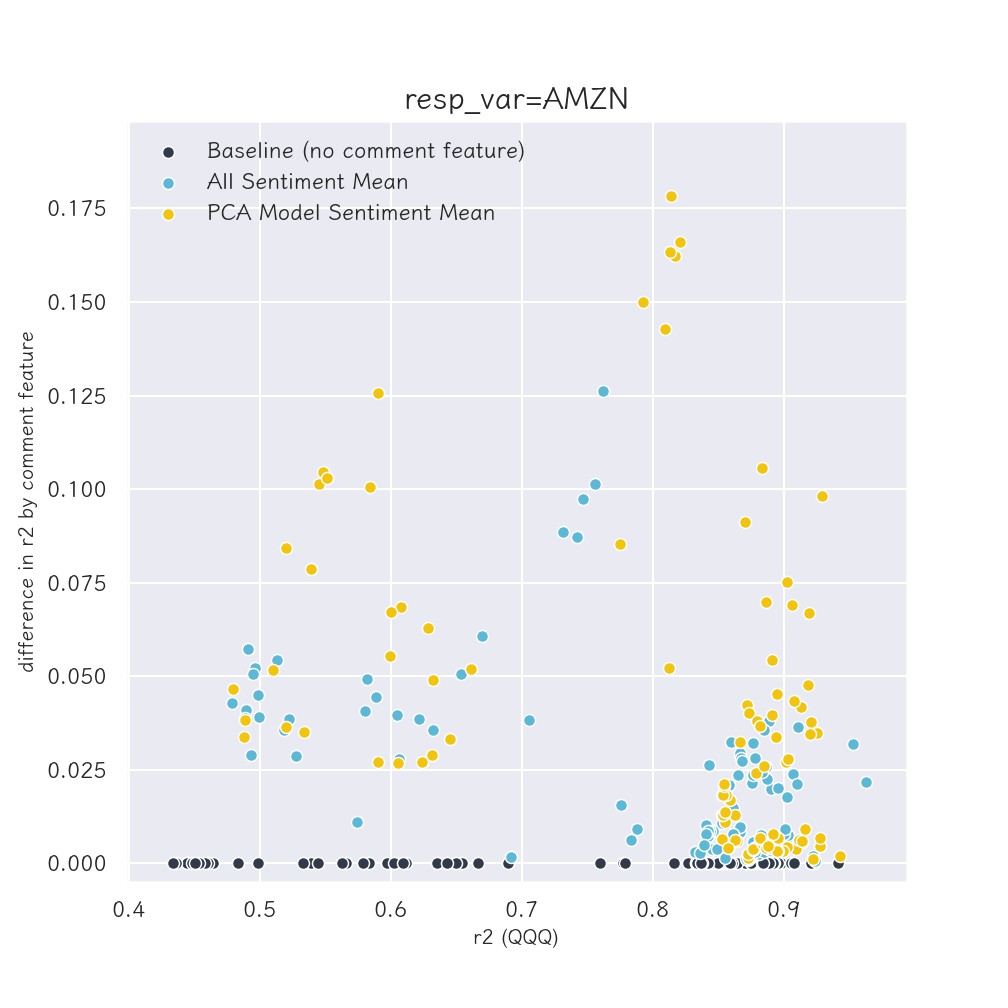 resp_var=AMZN
Baseline (no comment feature)
All Sentiment Mean
PCA Model Sentiment Mean
difference in r2 by comment feature
0.175
0.150
0.125
0.100
0.075
0.050
0.025
0.000
0.4 0.5 0.6 0.7 0.8 0.9
r2 (QQQ)